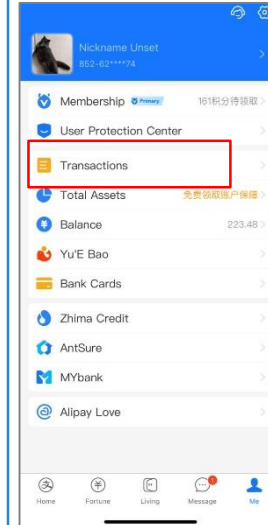 Nickname Unset
852-62****74
Membership Primary 161积分待领取
User Protection Center
Transactions
Total Assets 免费领取账户保障
Balance 223.48
Yu'E Bao
Bank Cards
Zhima Credit
AntSure
MYbank
Alipay Love
Home Fortune Living Message Me